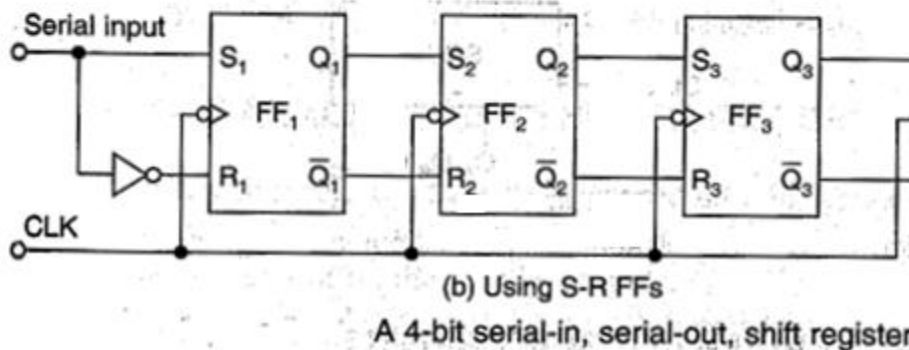 Serial input
S₁ Q₁ S₂ Q₂ S₃ Q₃
FF₁ FF₂ FF₃
R₁ Q̅₁ R₂ Q̅₂ R₃ Q̅₃
CLK
(b) Using S-R FFs
A 4-bit serial-in, serial-out, shift register